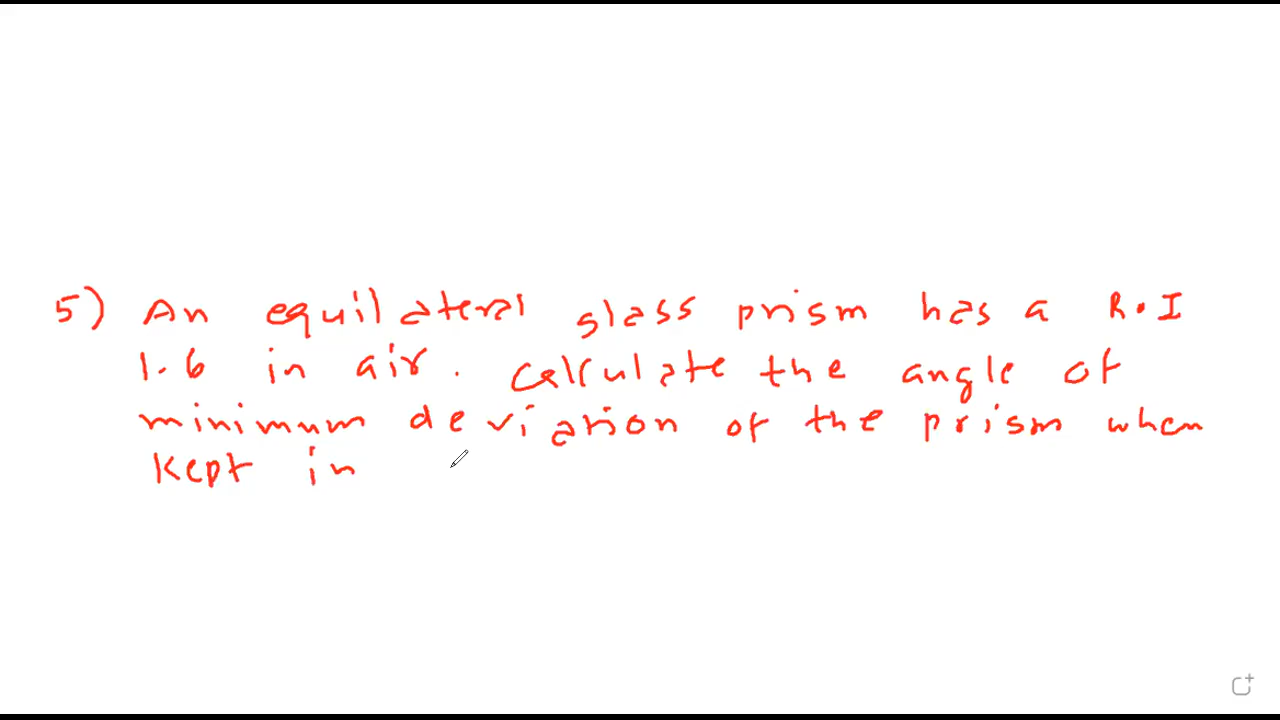 5) An equilateral glass prism has a R.I
1.6 in air. Calculate the angle of
minimum deviation of the prism when
kept in